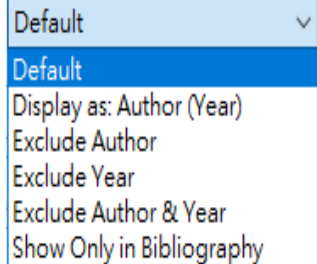 Default
Default
Display as: Author (Year)
Exclude Author
Exclude Year
Exclude Author & Year
Show Only in Bibliography